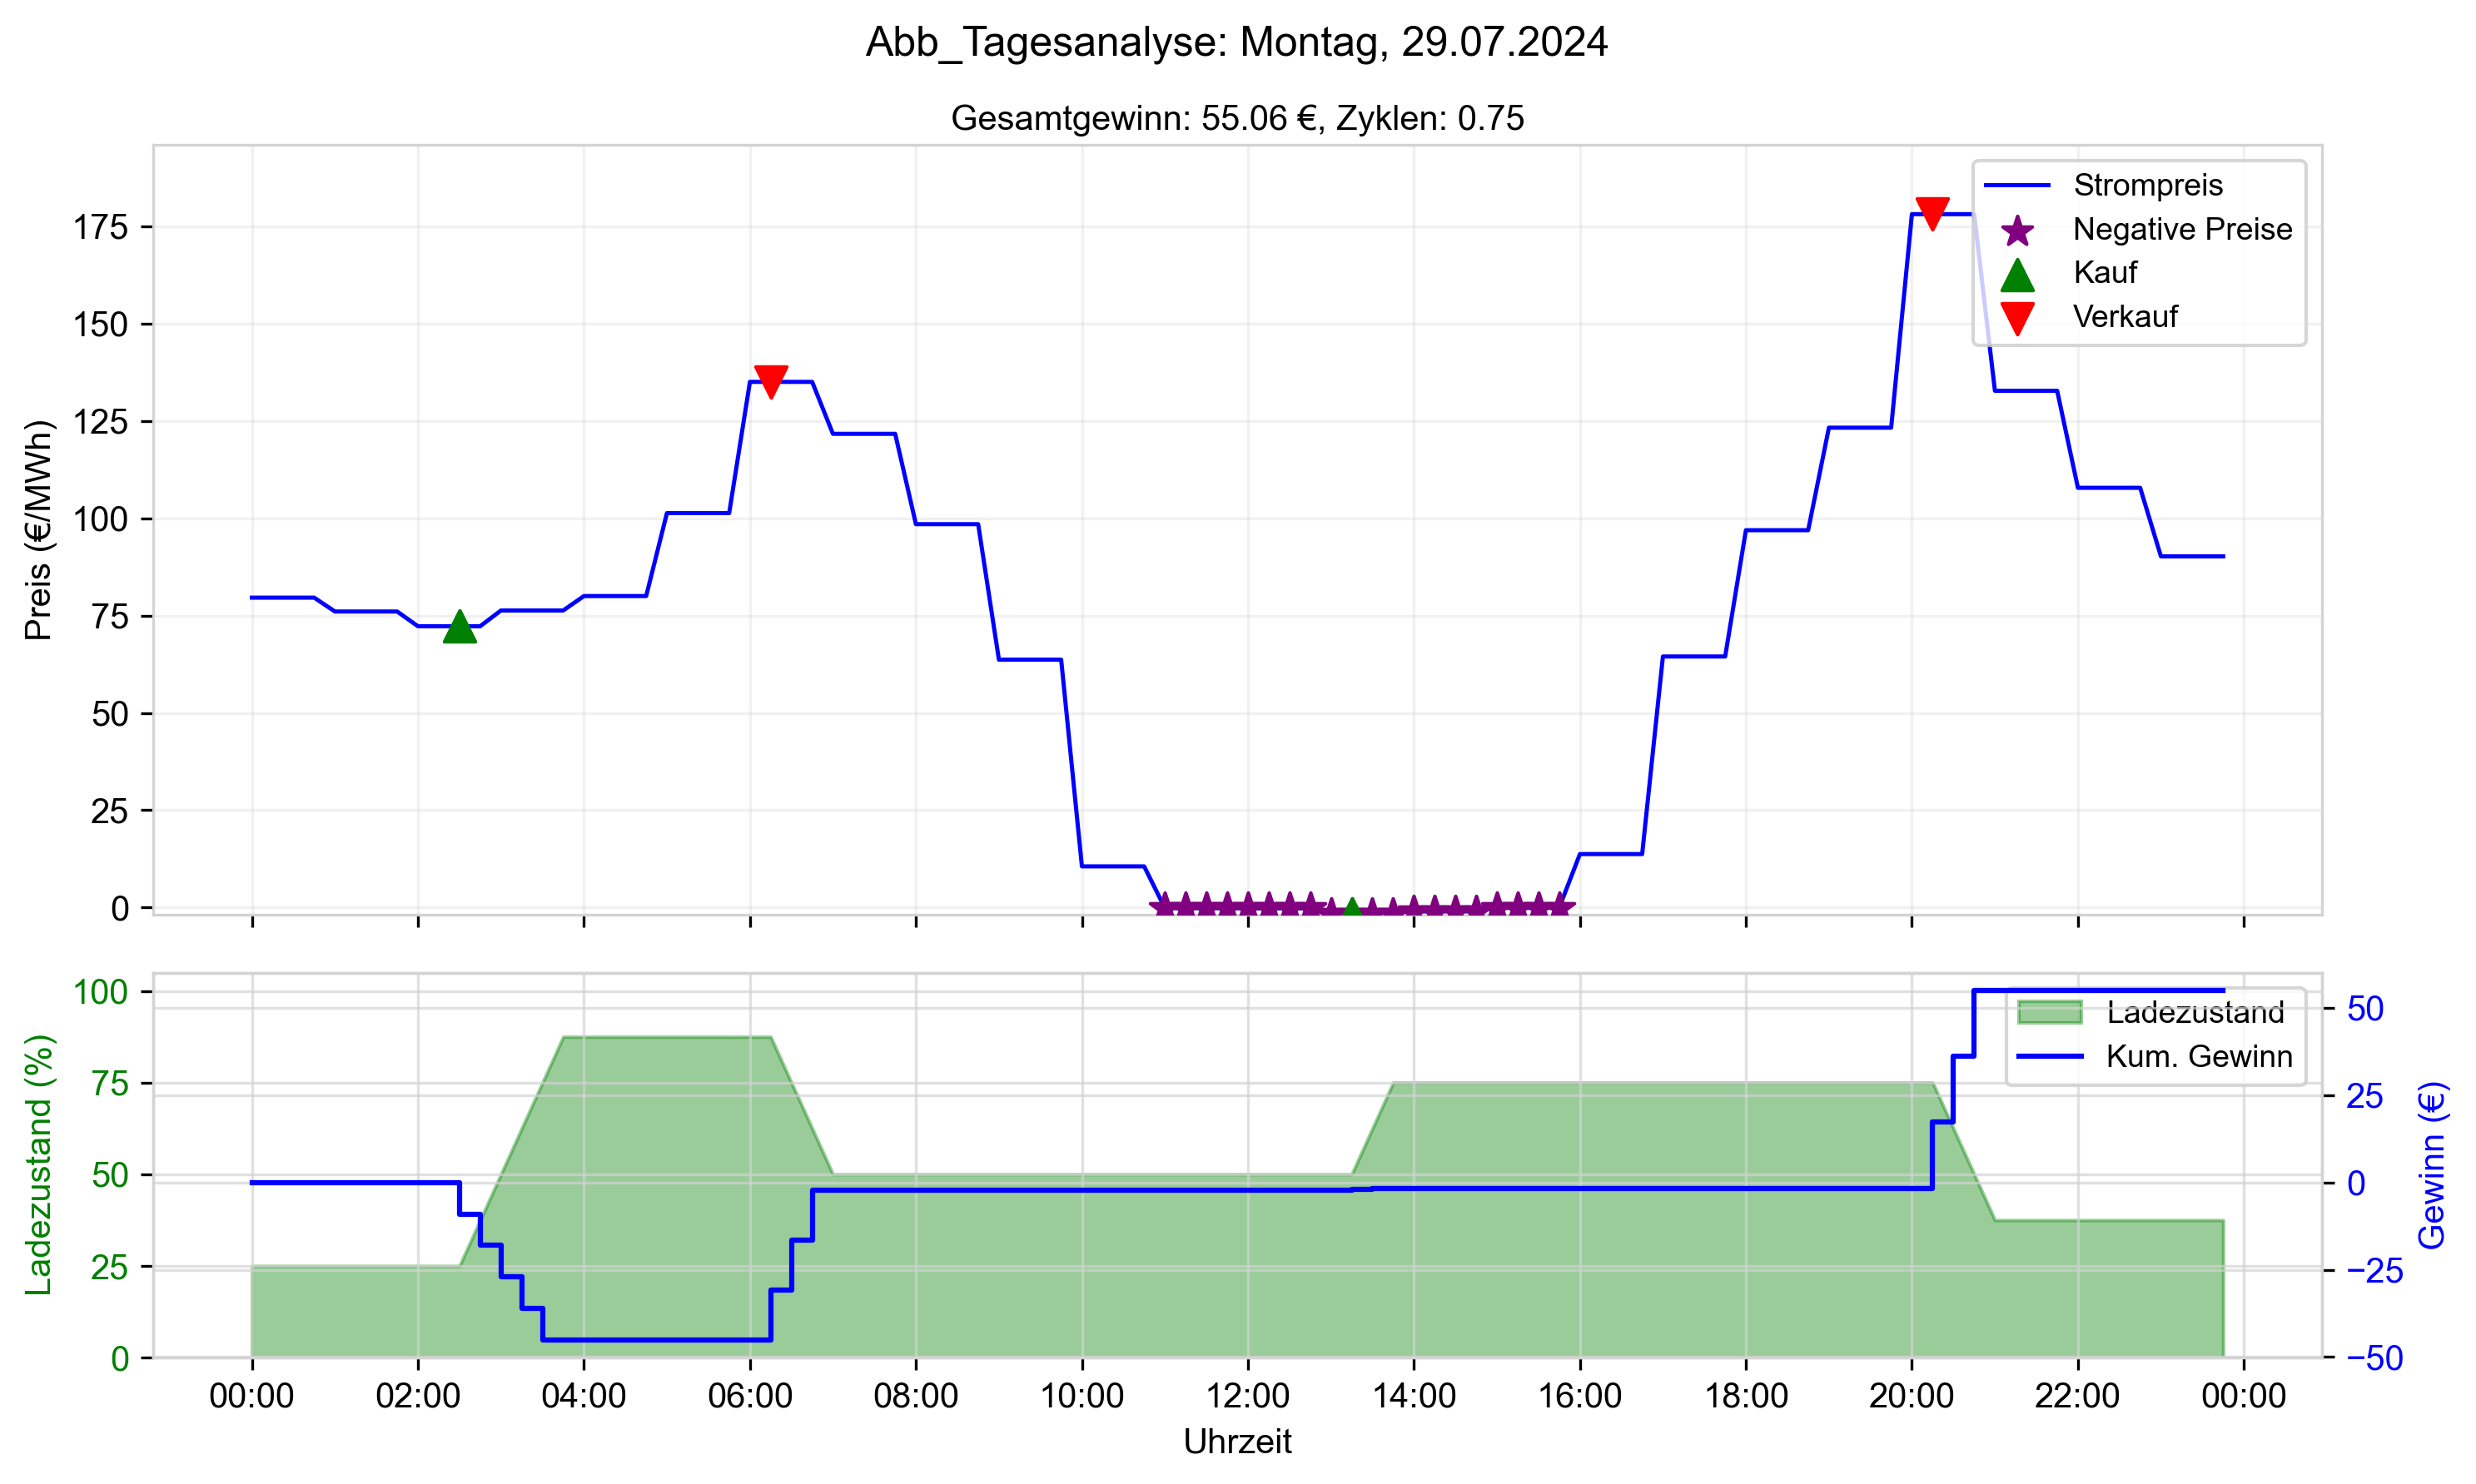 Abb_Tagesanalyse: Montag, 29.07.2024
Gesamtgewinn: 55.06 €, Zyklen: 0.75
Preis (€/MWh)
175
150
125
100
75
50
25
0
Strompreis
Negative Preise
Kauf
Verkauf
Ladezustand (%)
100
75
50
25
0
Ladezustand
Kum. Gewinn
50
25
0
−25
−50
Gewinn (€)
00:00 02:00 04:00 06:00 08:00 10:00 12:00 14:00 16:00 18:00 20:00 22:00 00:00
Uhrzeit